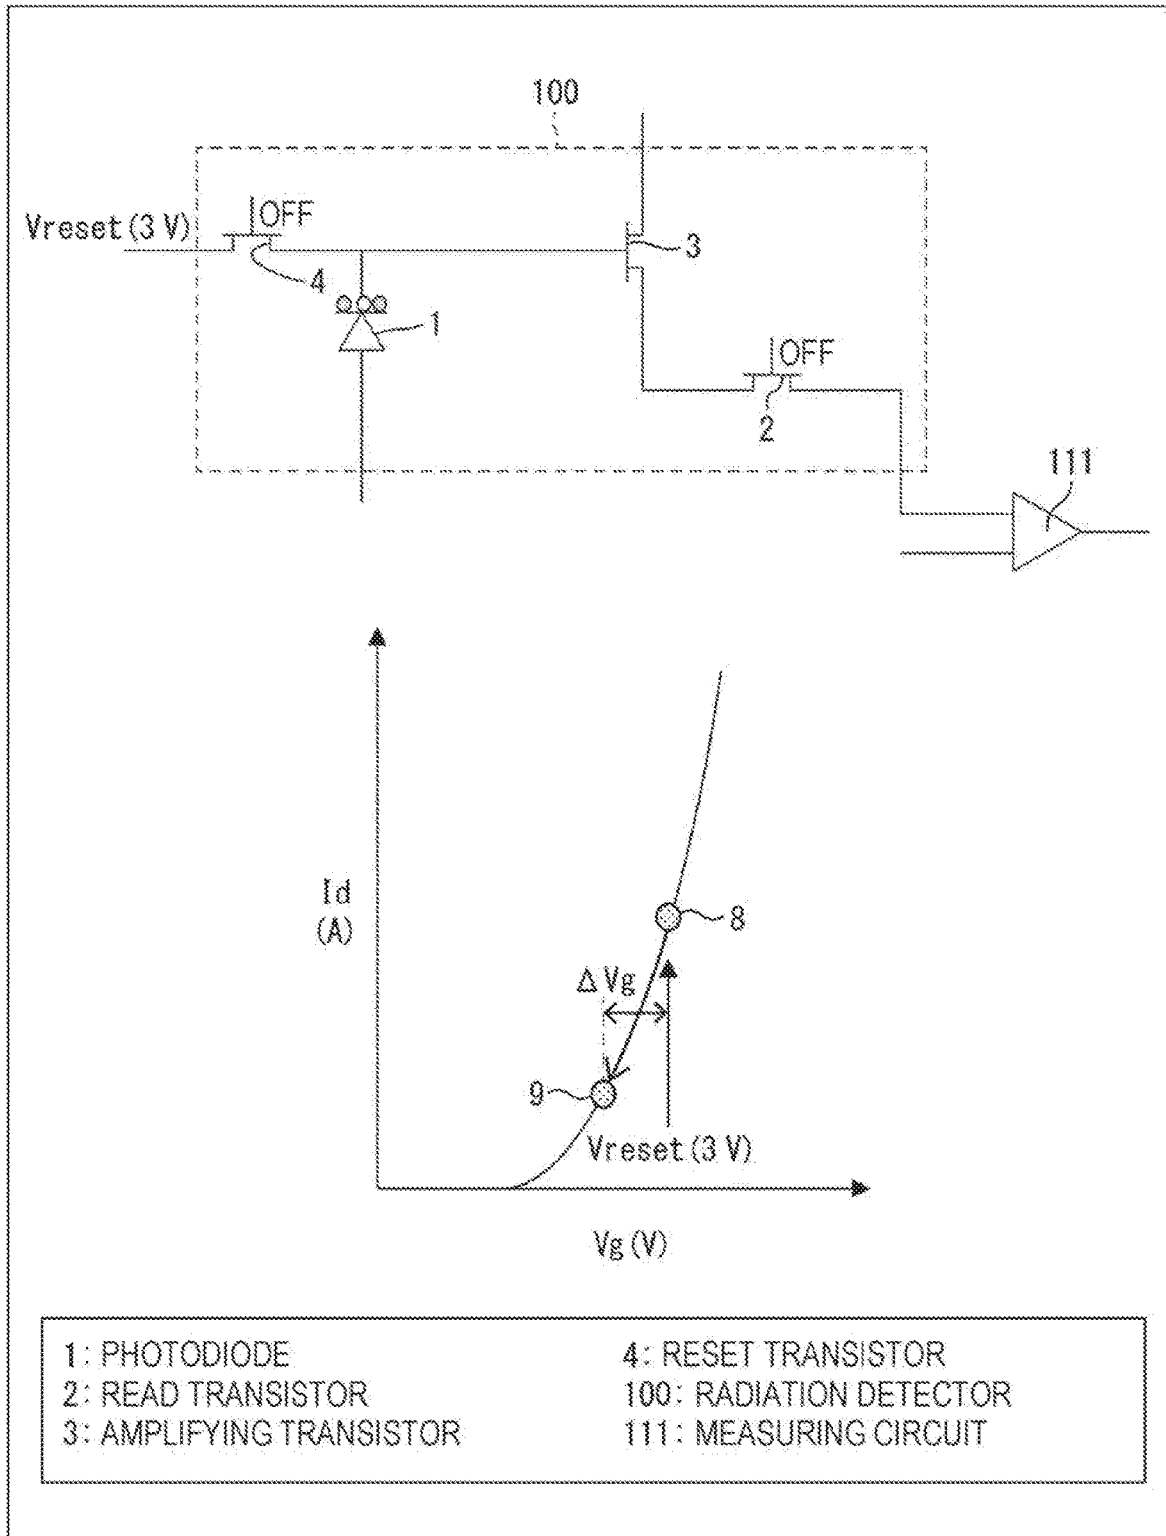 100
Vreset(3 V)
OFF
4
3
1
OFF
2
111
Id
(A)
8
ΔVg
9
Vreset(3 V)
Vg(V)
1: PHOTODIODE
2: READ TRANSISTOR
3: AMPLIFYING TRANSISTOR
4: RESET TRANSISTOR
100: RADIATION DETECTOR
111: MEASURING CIRCUIT